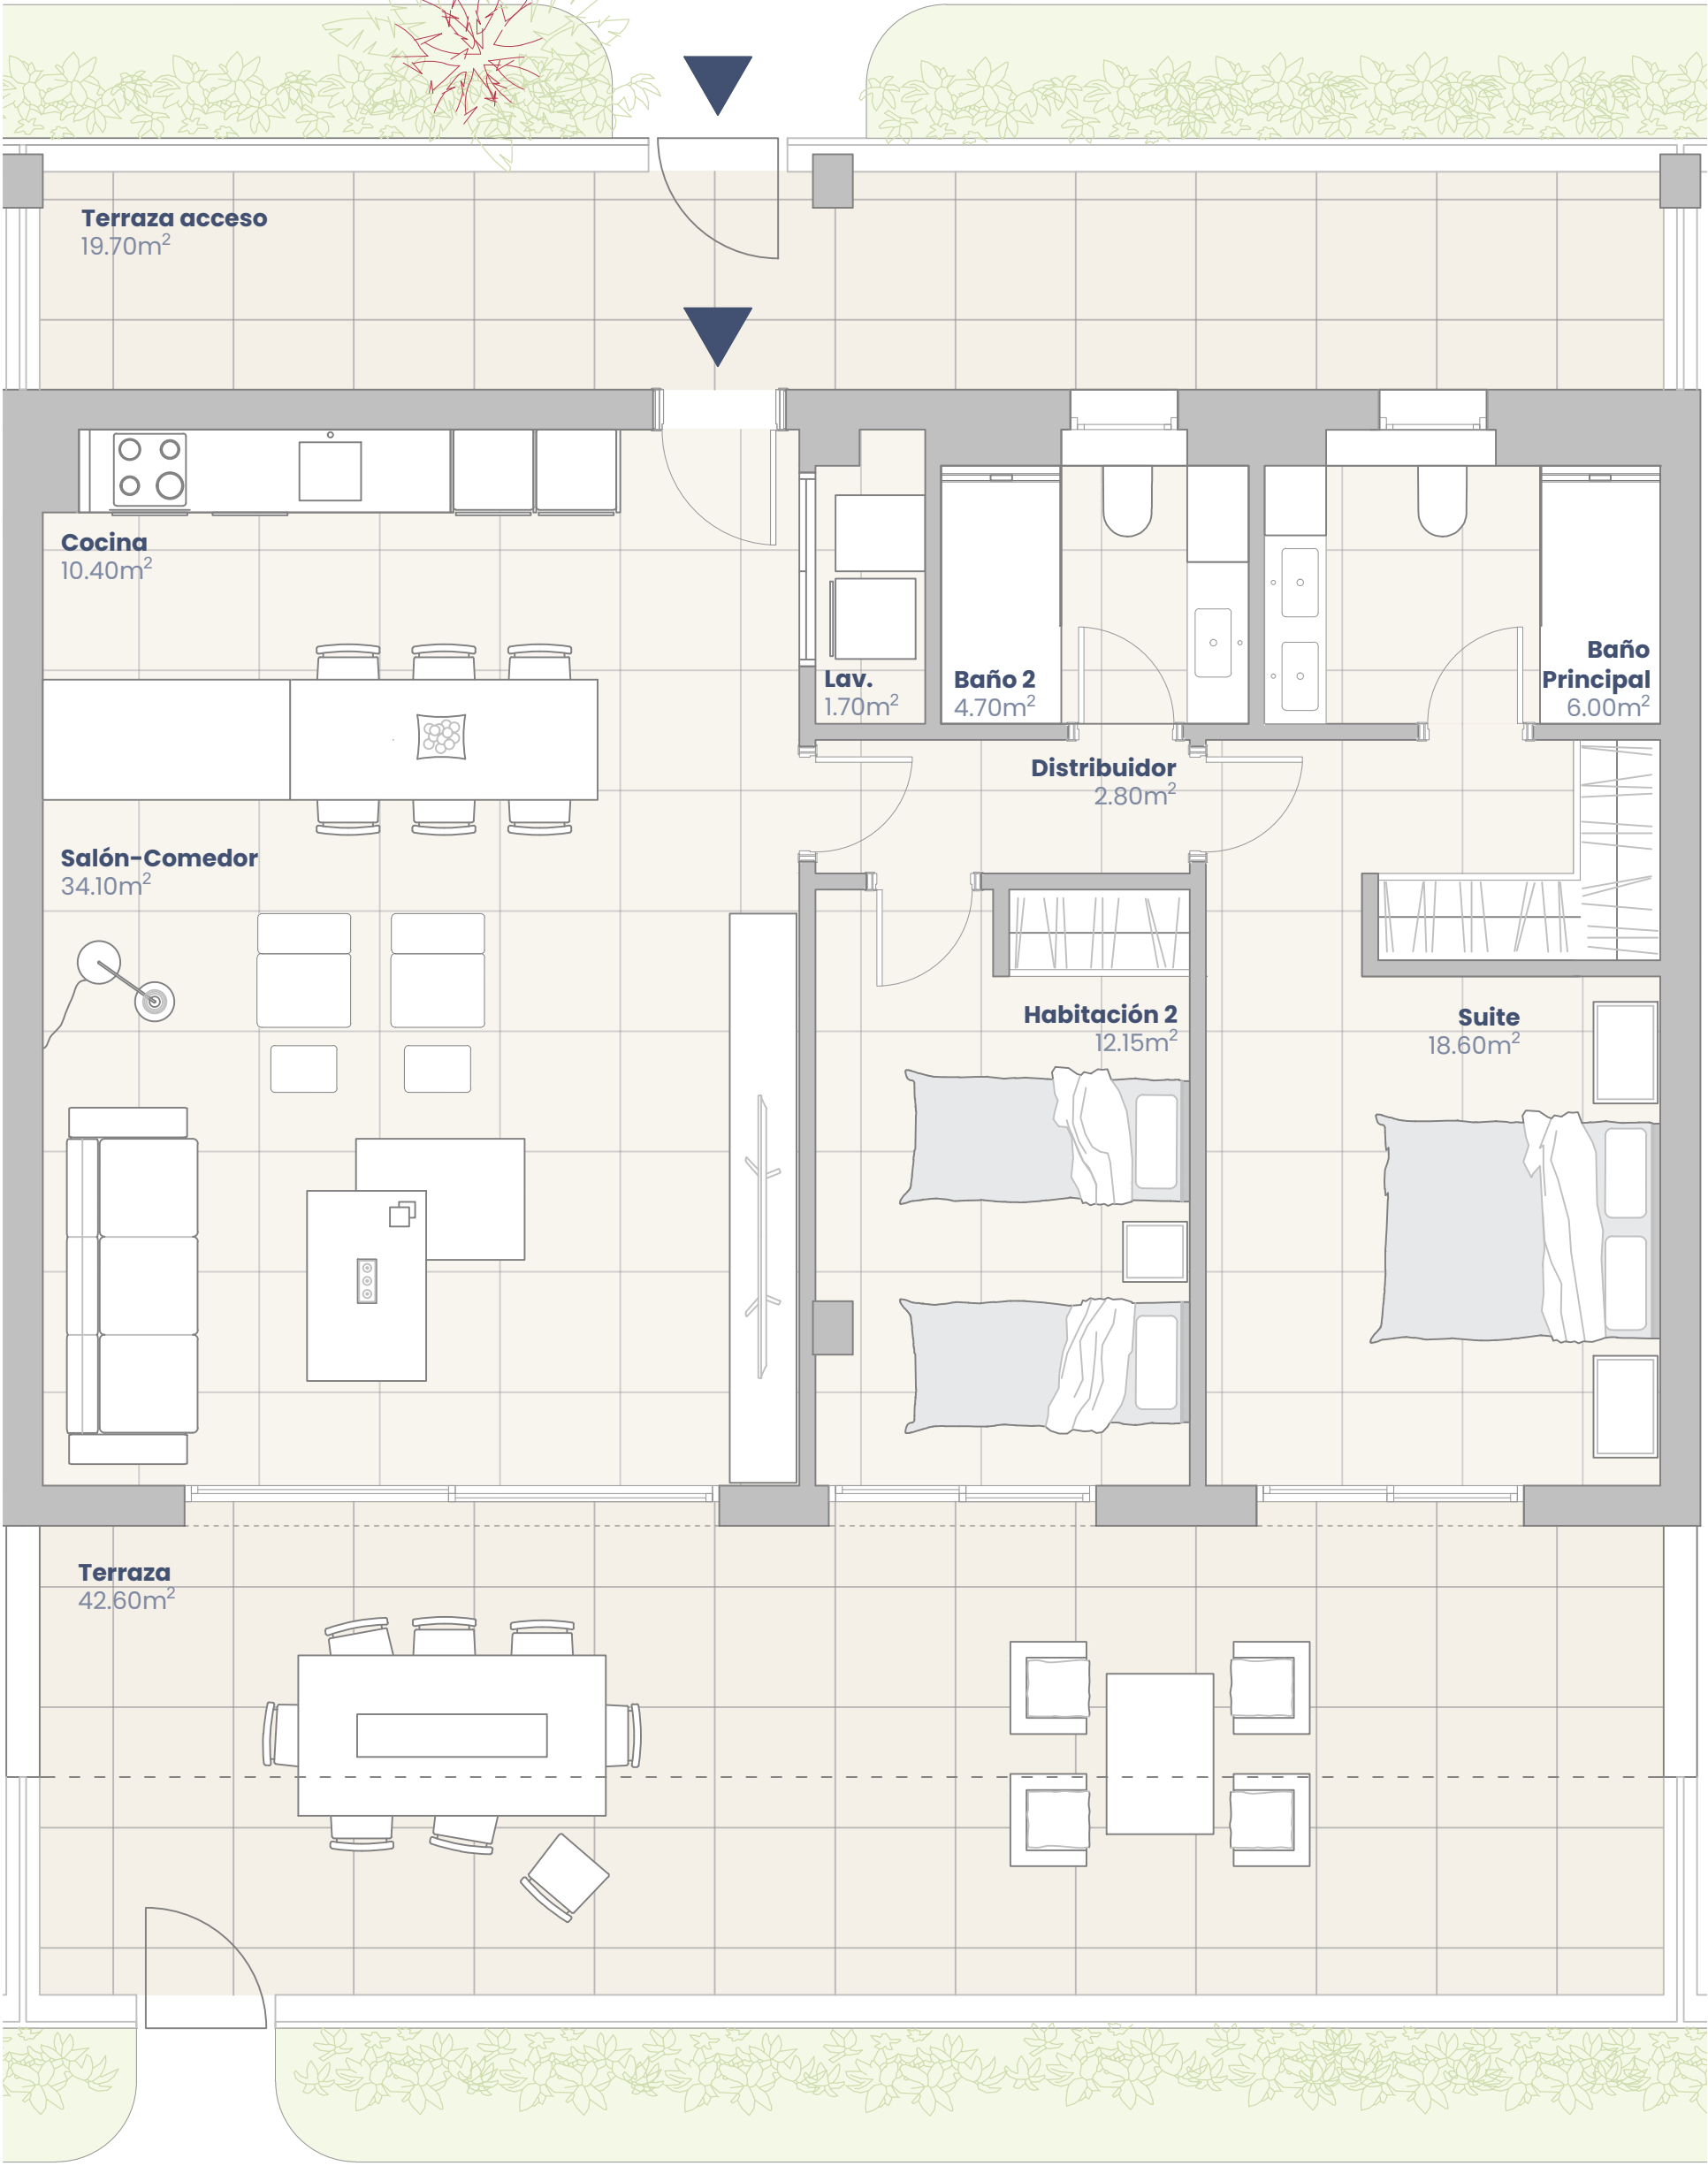 Terraza acceso
19.70m²
Cocina
10.40m²
Lav.
1.70m²
Baño 2
4.70m²
Baño
Principal
6.00m²
Distribuidor
2.80m²
Salón-Comedor
34.10m²
Habitación 2
12.15m²
Suite
18.60m²
Terraza
42.60m²